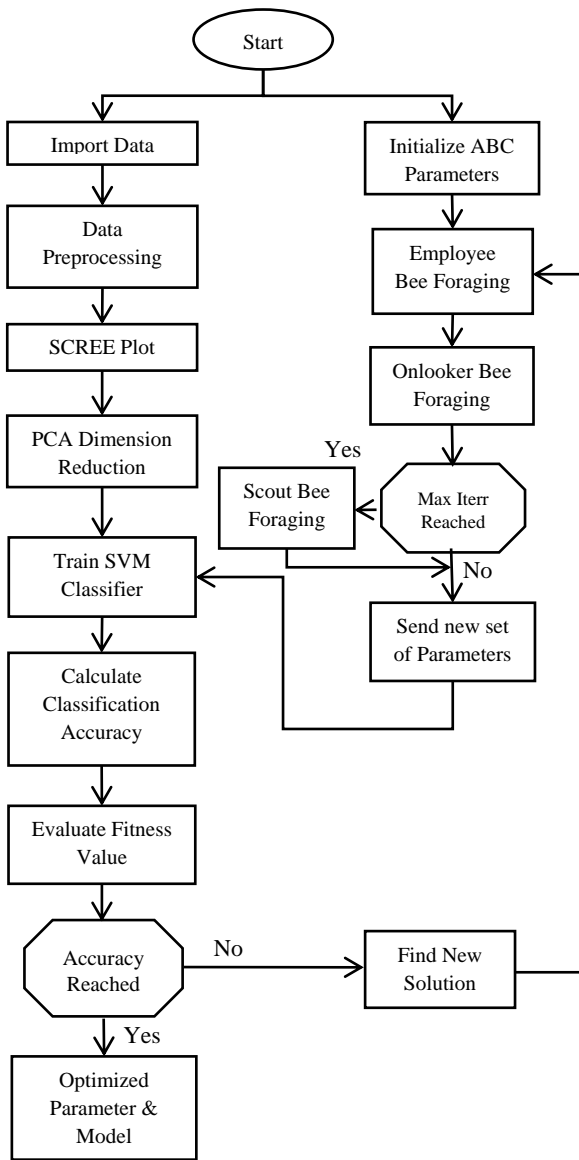 Start
Import Data
Data
Preprocessing
SCREE Plot
PCA Dimension
Reduction
Train SVM
Classifier
Calculate
Classification
Accuracy
Evaluate Fitness
Value
Accuracy
Reached
Yes
Optimized
Parameter &
Model
No
Find New
Solution
Initialize ABC
Parameters
Employee
Bee Foraging
Onlooker Bee
Foraging
Max Iterr
Reached
Yes
Scout Bee
Foraging
No
Send new set
of Parameters